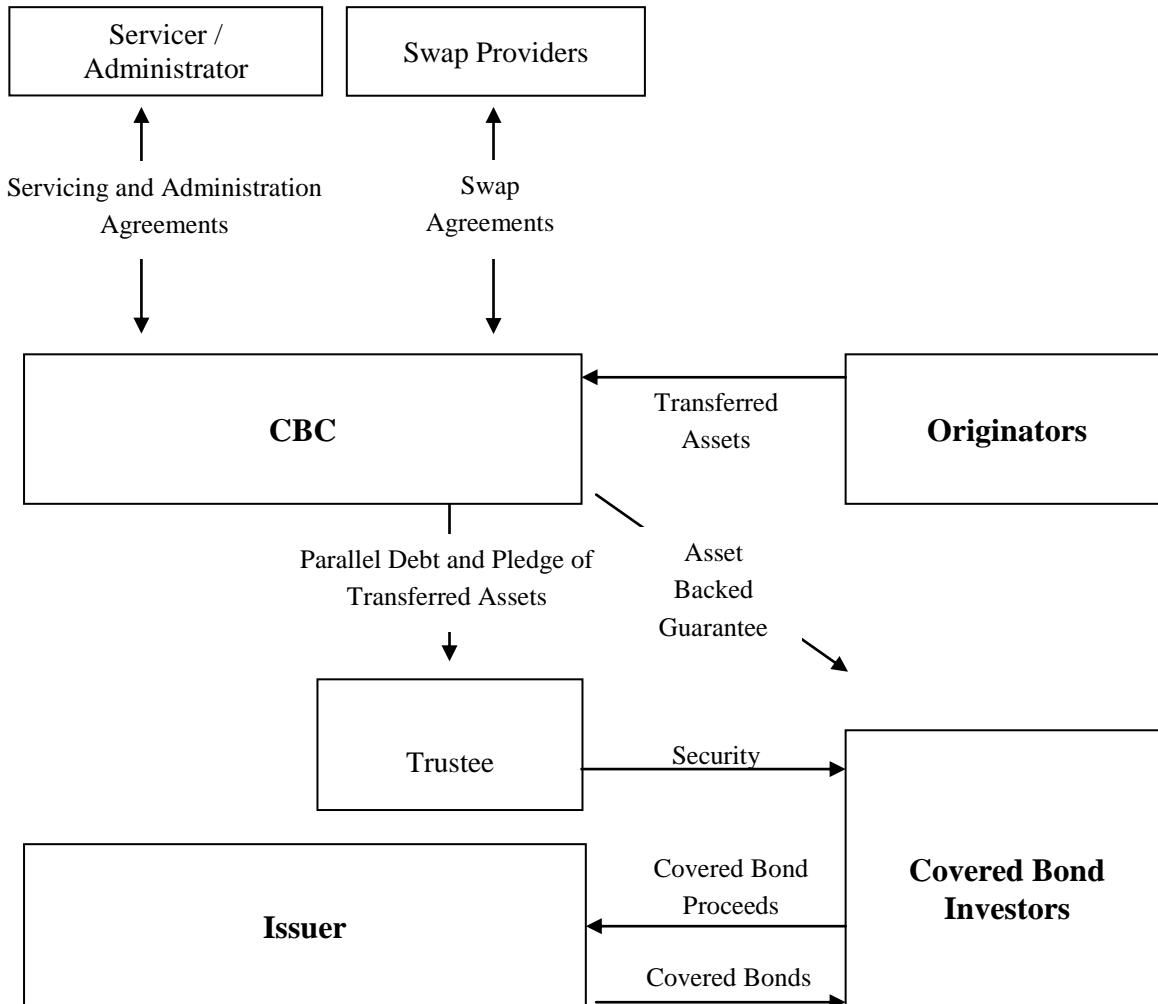 Servicer /
Administrator
Swap Providers
Servicing and Administration
Agreements
Swap
Agreements
CBC
Transferred
Assets
Originators
Parallel Debt and Pledge of
Transferred Assets
Asset
Backed
Guarantee
Trustee
Security
Covered Bond
Proceeds
Covered Bond
Investors
Issuer
Covered Bonds